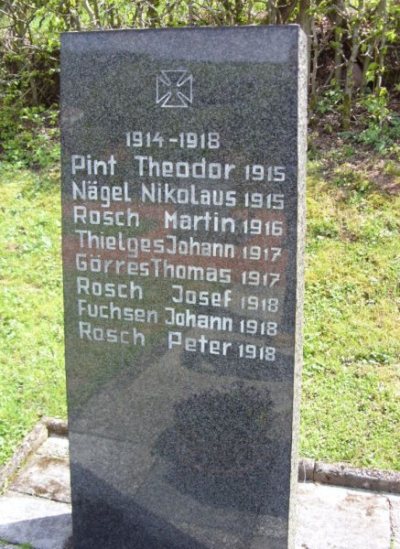 1914-1918
Pint Theodor 1915
Nägel Nikolaus 1915
Rosch Martin 1916
Thielges Johann 1917
Görres Thomas 1917
Rosch Josef 1918
Fuchsen Johann 1918
Rosch Peter 1918